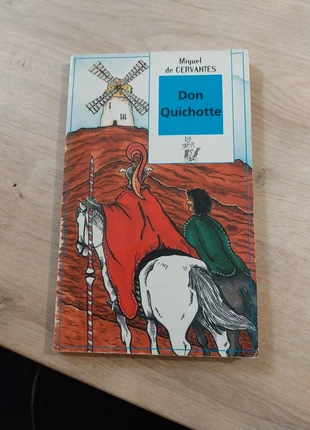 Miguel
de CERVANTES
Don
Quichotte